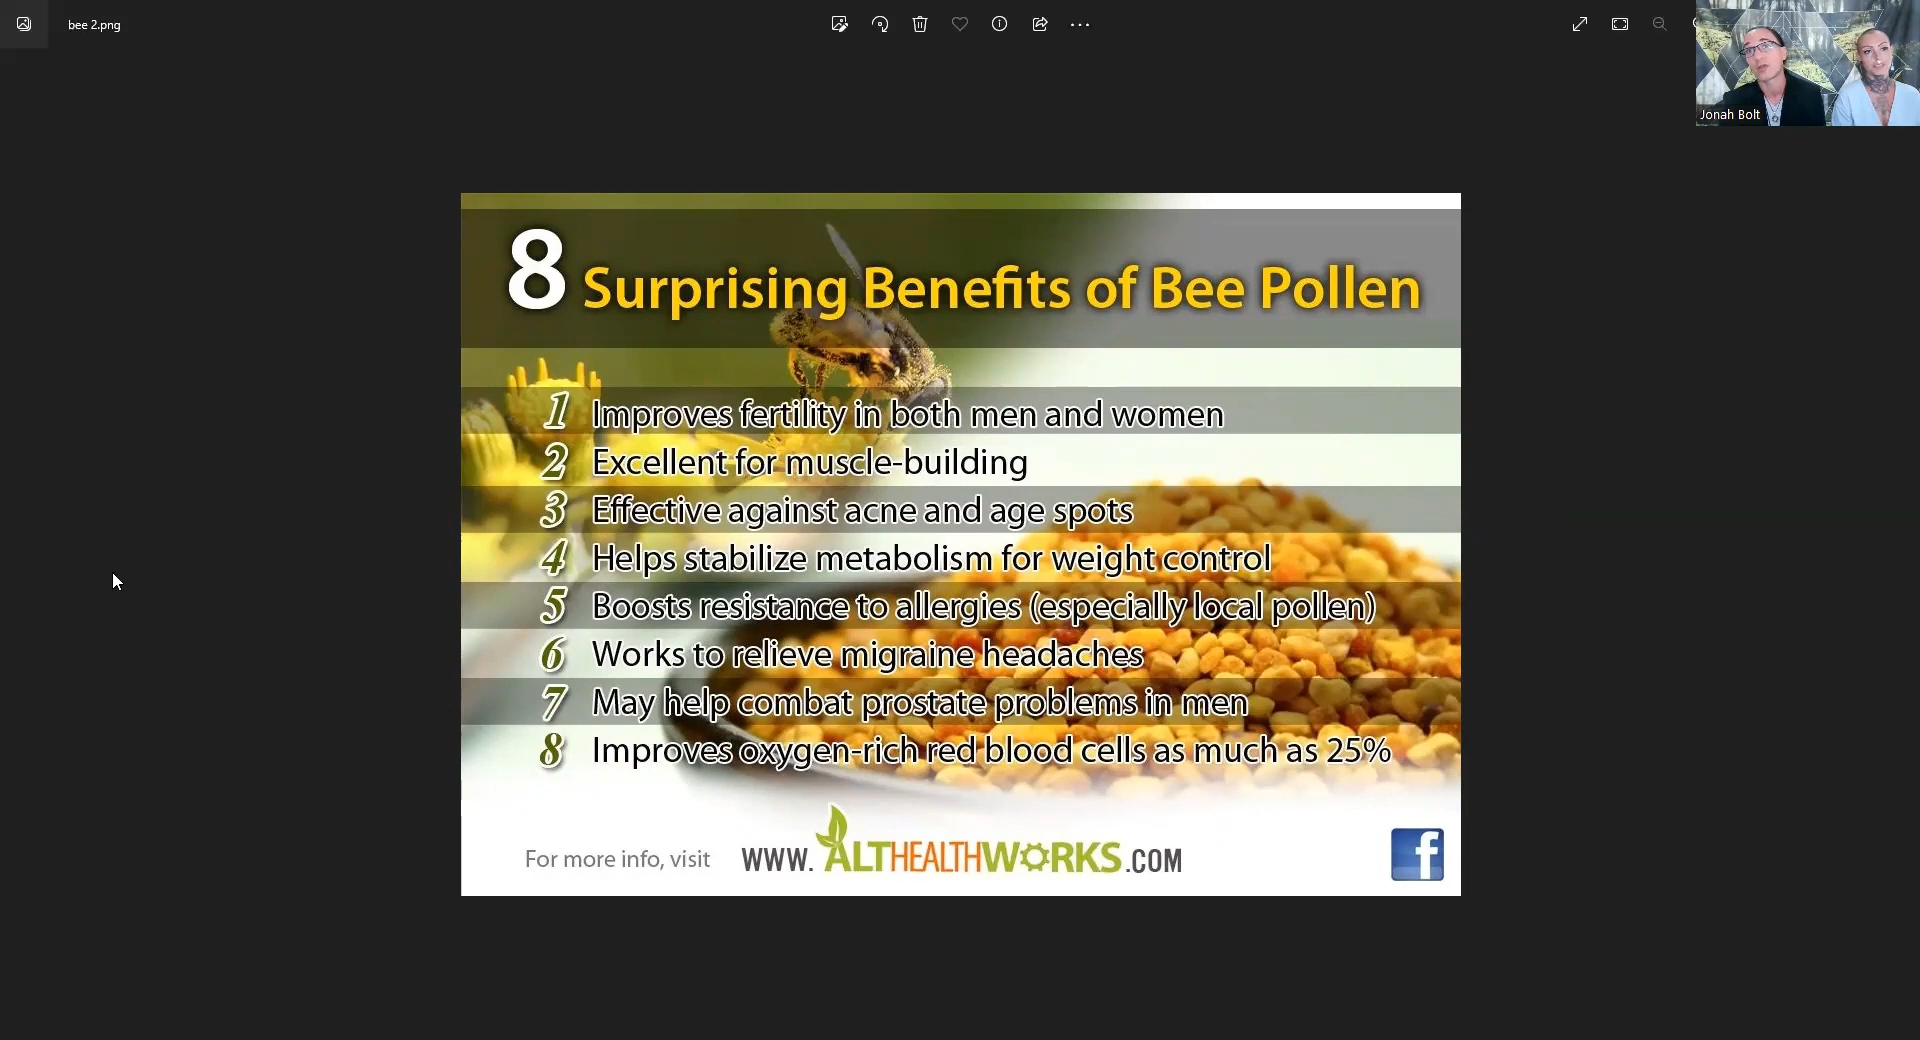 bee 2.png
Jonah Bolt
8 Surprising Benefits of Bee Pollen
1 Improves fertility in both men and women
2 Excellent for muscle-building
3 Effective against acne and age spots
4 Helps stabilize metabolism for weight control
5 Boosts resistance to allergies (especially local pollen)
6 Works to relieve migraine headaches
7 May help combat prostate problems in men
8 Improves oxygen-rich red blood cells as much as 25%
For more info, visit WWW.ALTHEALTHWORKS.COM f